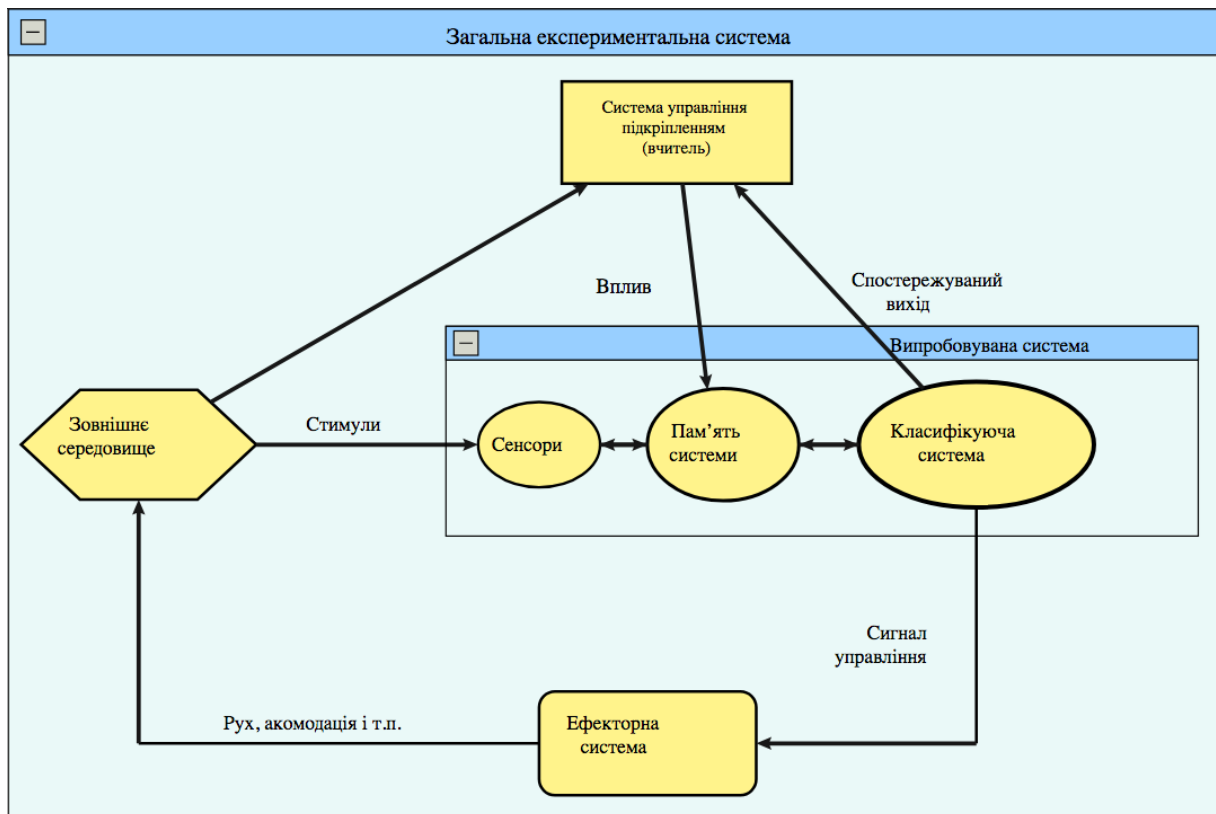 Загальна експериментальна система
Система управління
підкріпленням
(вчитель)
Вплив
Спостережуваний
вихід
Випробовувана система
Зовнішнє
середовище
Стимули
Сенсори
Пам’ять
системи
Класифікуюча
система
Сигнал
управління
Рух, акомодація і т.п.
Ефекторна
система